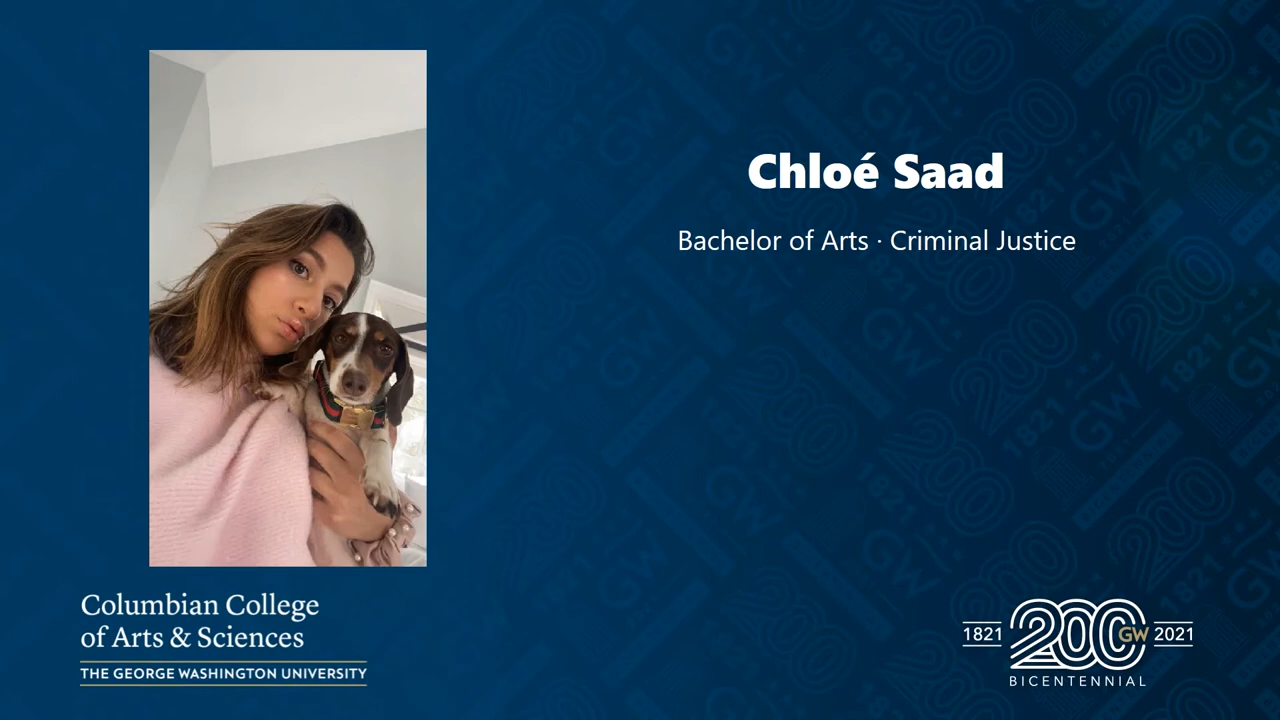 Chloé Saad
Bachelor of Arts · Criminal Justice
Columbian College
of Arts & Sciences
THE GEORGE WASHINGTON UNIVERSITY
1821 200 GW 2021
BICENTENNIAL